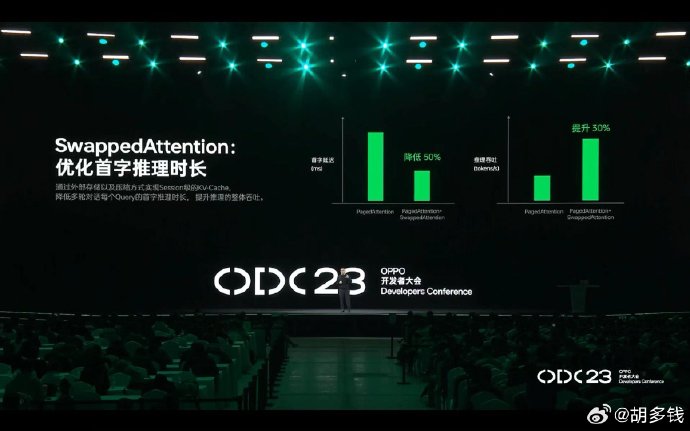 SwappedAttention:
优化首字推理时长
通过外部存储以及压缩方式实现Session级的KV-Cache,
降低多轮对话每个Query的首字推理时长，提升推理的整体吞吐。
首字延迟
(ms)
降低 50%
PagedAttention
PagedAttention+
SwappedAttention
推理吞吐
(tokens/s)
提升 30%
PagedAttention
PagedAttention+
SwappedAttention
ODC23
OPPO
开发者大会
Developers Conference
ODC23
OPPO
开发者大会
Developers Conference
@胡多钱